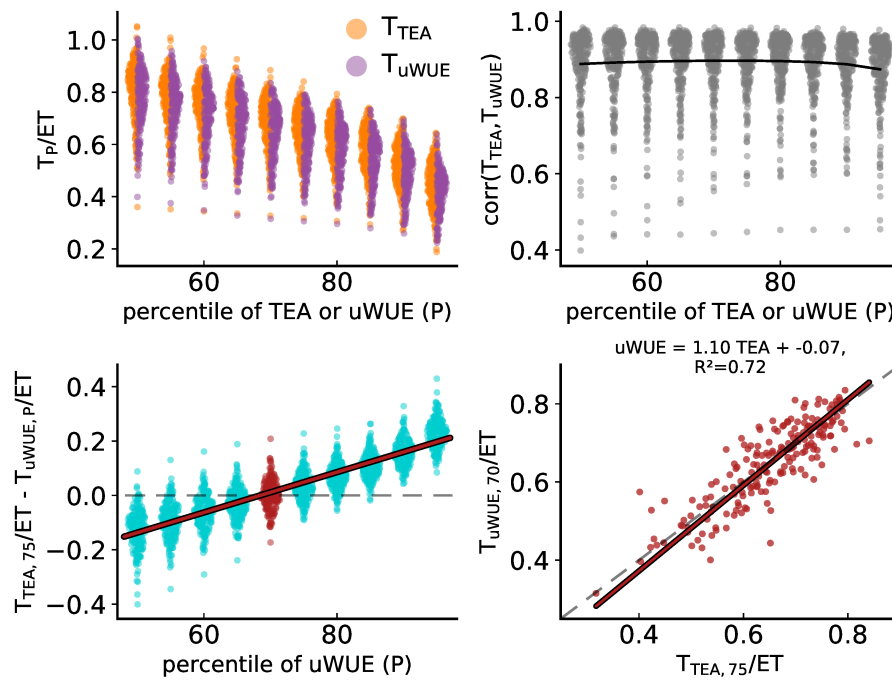 1.0
0.8
0.6
0.4
0.2
T_P/ET
T_TEA
T_uWUE
60 80
percentile of TEA or uWUE (P)
1.0
0.8
0.6
0.4
corr(T_TEA,T_uWUE)
60 80
percentile of TEA or uWUE (P)
0.4
0.2
0.0
−0.2
−0.4
T_TEA, 75/ET - T_uWUE, P/ET
60 80
percentile of uWUE (P)
uWUE = 1.10 TEA + -0.07,
R²=0.72
0.8
0.6
0.4
T_uWUE, 70/ET
0.4 0.6 0.8
T_TEA, 75/ET